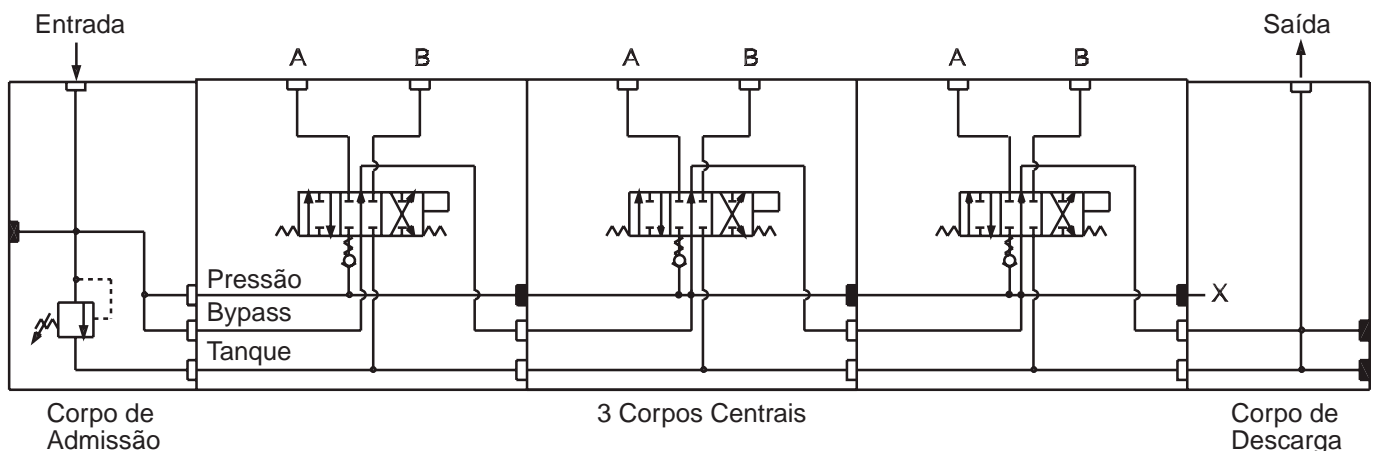 Entrada
Saída
A B A B A B
Pressão
Bypass
Tanque
X
Corpo de
Admissão
3 Corpos Centrais
Corpo de
Descarga